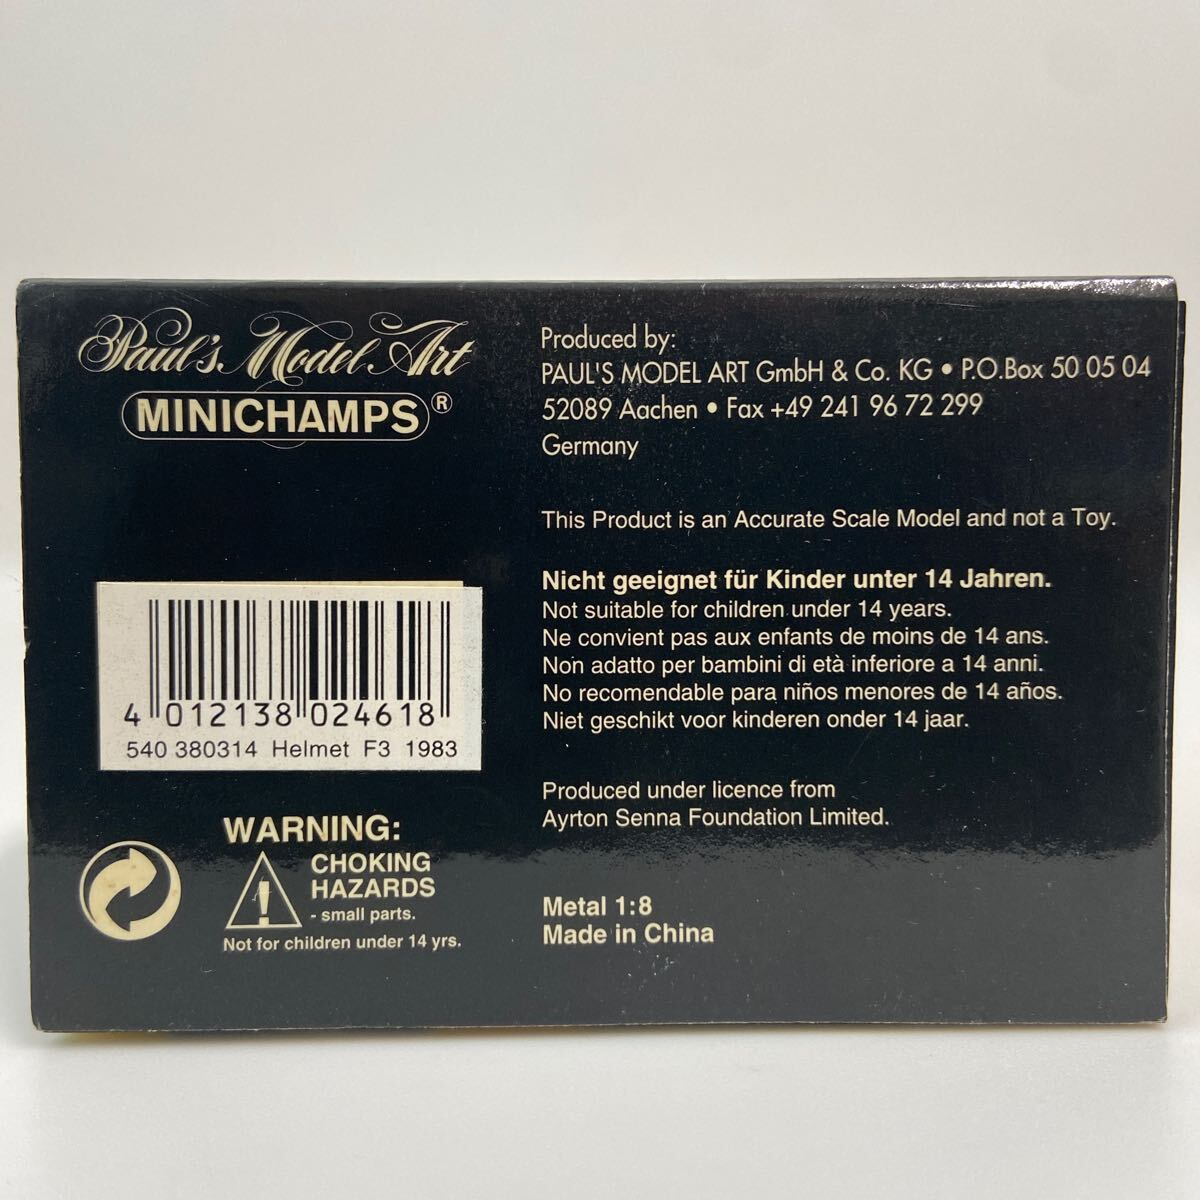 Paul's Model Art
MINICHAMPS®
Produced by:
PAUL'S MODEL ART GmbH & Co. KG • P.O.Box 50 05 04
52089 Aachen • Fax +49 241 96 72 299
Germany
This Product is an Accurate Scale Model and not a Toy.
Nicht geeignet für Kinder unter 14 Jahren.
Not suitable for children under 14 years.
Ne convient pas aux enfants de moins de 14 ans.
Non adatto per bambini di età inferiore a 14 anni.
No recomendable para niños menores de 14 años.
Niet geschikt voor kinderen onder 14 jaar.
4 012138 024618
540 380314 Helmet F3 1983
Produced under licence from
Ayrton Senna Foundation Limited.
WARNING:
CHOKING
HAZARDS
- small parts.
Not for children under 14 yrs.
Metal 1:8
Made in China